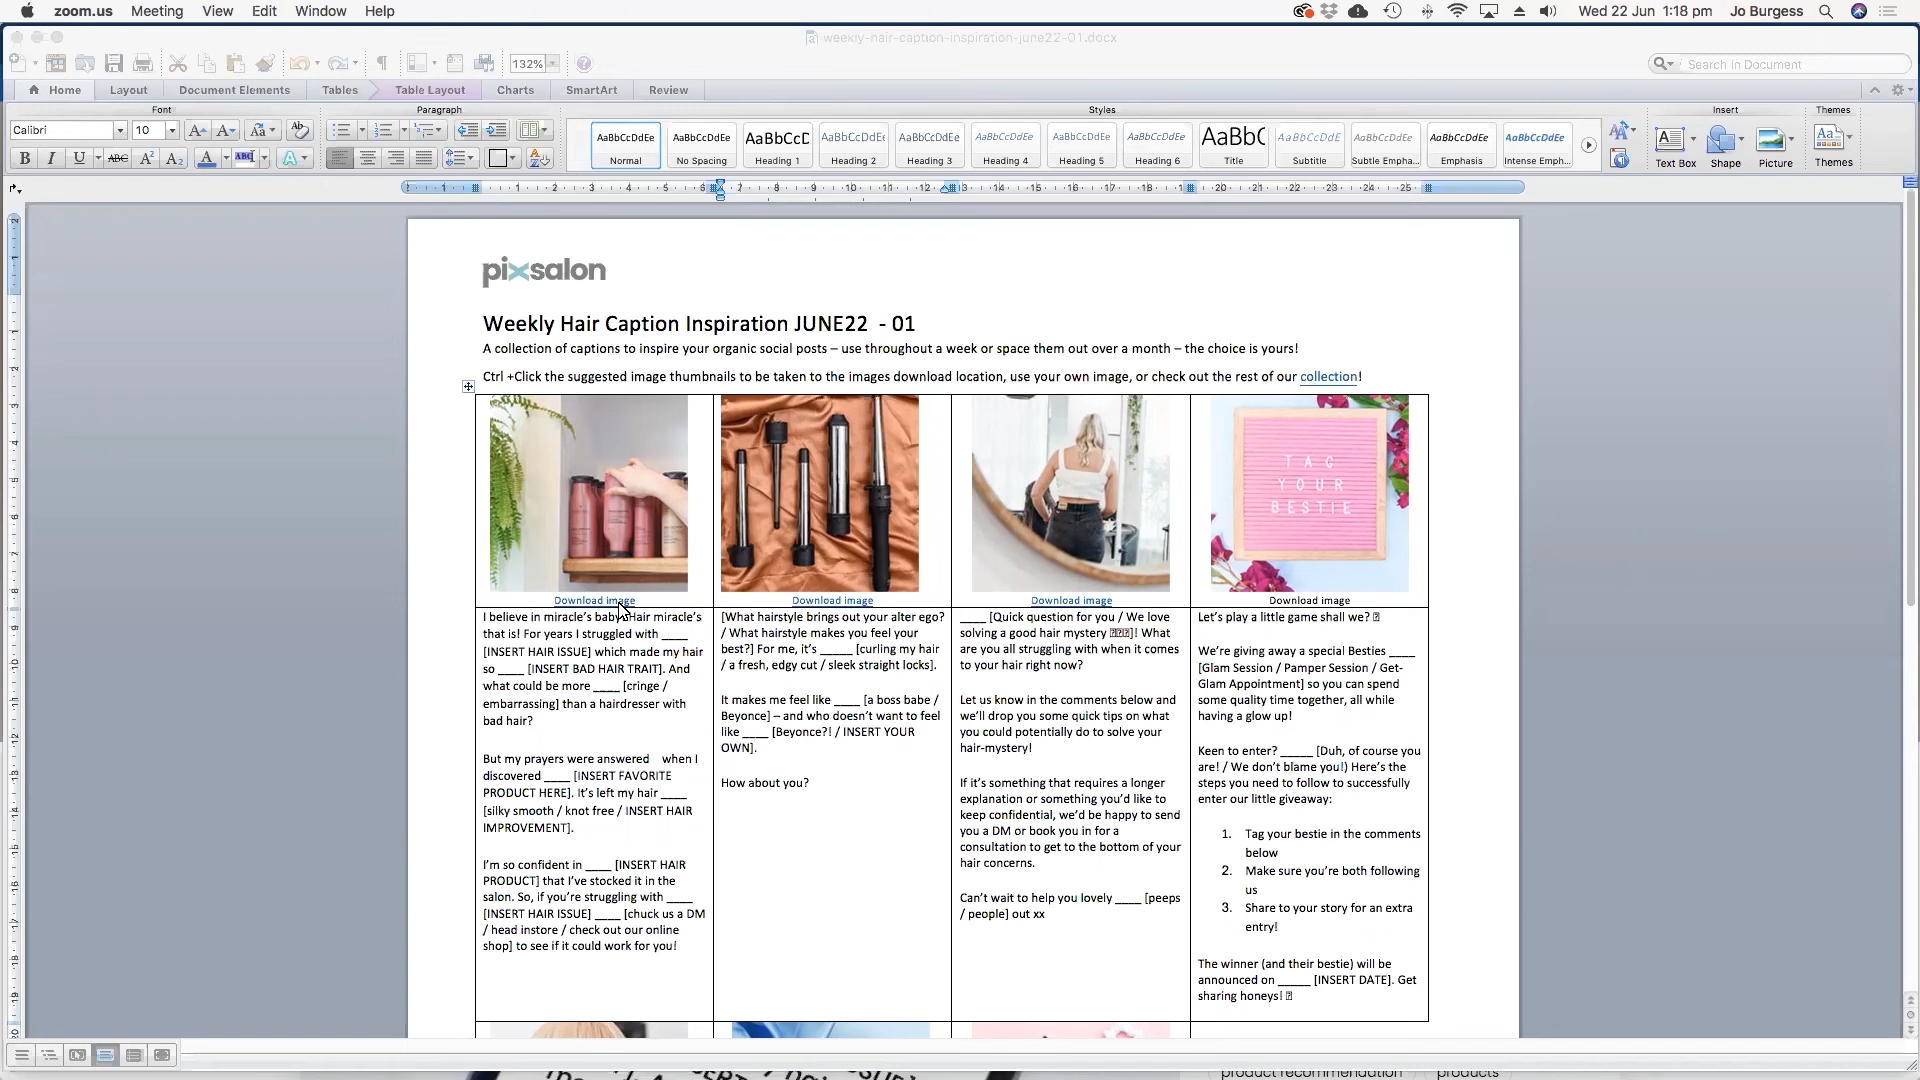 zoom.us Meeting View Edit Window Help Wed 22 Jun 1:18 pm Jo Burgess
weekly-hair-caption-inspiration-june22-01.docx
132% Search in Document
Home Layout Document Elements Tables Table Layout Charts SmartArt Review
Font Paragraph Styles Insert Themes
Calibri 10
AaBbCcDdEe AaBbCcDdEe AaBbCcD AaBbCcDdEe AaBbCcDdEe AaBbCcDdEe AaBbCcDdEe AaBbCcDdEe AaBbC AaBbCcDdE AaBbCcDdEe AaBbCcDdEe AaBbCcDdEe
Normal No Spacing Heading 1 Heading 2 Heading 3 Heading 4 Heading 5 Heading 6 Title Subtitle Subtle Empha... Emphasis Intense Emph... Text Box Shape Picture Themes
pixsalon
Weekly Hair Caption Inspiration JUNE22 - 01
A collection of captions to inspire your organic social posts – use throughout a week or space them out over a month – the choice is yours!
Ctrl +Click the suggested image thumbnails to be taken to the images download location, use your own image, or check out the rest of our collection!
TAG
YOUR
BESTIE
Download image Download image Download image Download image
I believe in miracle's baby. Hair miracle's
that is! For years I struggled with ____
[INSERT HAIR ISSUE] which made my hair
so ____ [INSERT BAD HAIR TRAIT]. And
what could be more ____ [cringe /
embarrassing] than a hairdresser with
bad hair?
But my prayers were answered when I
discovered ____ [INSERT FAVORITE
PRODUCT HERE]. It's left my hair ____
[silky smooth / knot free / INSERT HAIR
IMPROVEMENT].
I'm so confident in ____ [INSERT HAIR
PRODUCT] that I've stocked it in the
salon. So, if you're struggling with ____
[INSERT HAIR ISSUE] ____ [chuck us a DM
/ head instore / check out our online
shop] to see if it could work for you!
[What hairstyle brings out your alter ego?
/ What hairstyle makes you feel your
best?] For me, it's _____ [curling my hair
/ a fresh, edgy cut / sleek straight locks].
It makes me feel like ____ [a boss babe /
Beyonce] – and who doesn't want to feel
like ____ [Beyonce?! / INSERT YOUR
OWN].
How about you?
____ [Quick question for you / We love
solving a good hair mystery ]! What
are you all struggling with when it comes
to your hair right now?
Let us know in the comments below and
we'll drop you some quick tips on what
you could potentially do to solve your
hair-mystery!
If it's something that requires a longer
explanation or something you'd like to
keep confidential, we'd be happy to send
you a DM or book you in for a
consultation to get to the bottom of your
hair concerns.
Can't wait to help you lovely ____ [peeps
/ people] out xx
Let's play a little game shall we?
We're giving away a special Besties ____
[Glam Session / Pamper Session / Get-
Glam Appointment] so you can spend
some quality time together, all while
having a glow up!
Keen to enter? _____ [Duh, of course you
are! / We don't blame you!) Here's the
steps you need to follow to successfully
enter our little giveaway:
1. Tag your bestie in the comments
below
2. Make sure you're both following
us
3. Share to your story for an extra
entry!
The winner (and their bestie) will be
announced on _____ [INSERT DATE]. Get
sharing honeys!
product recommendation products